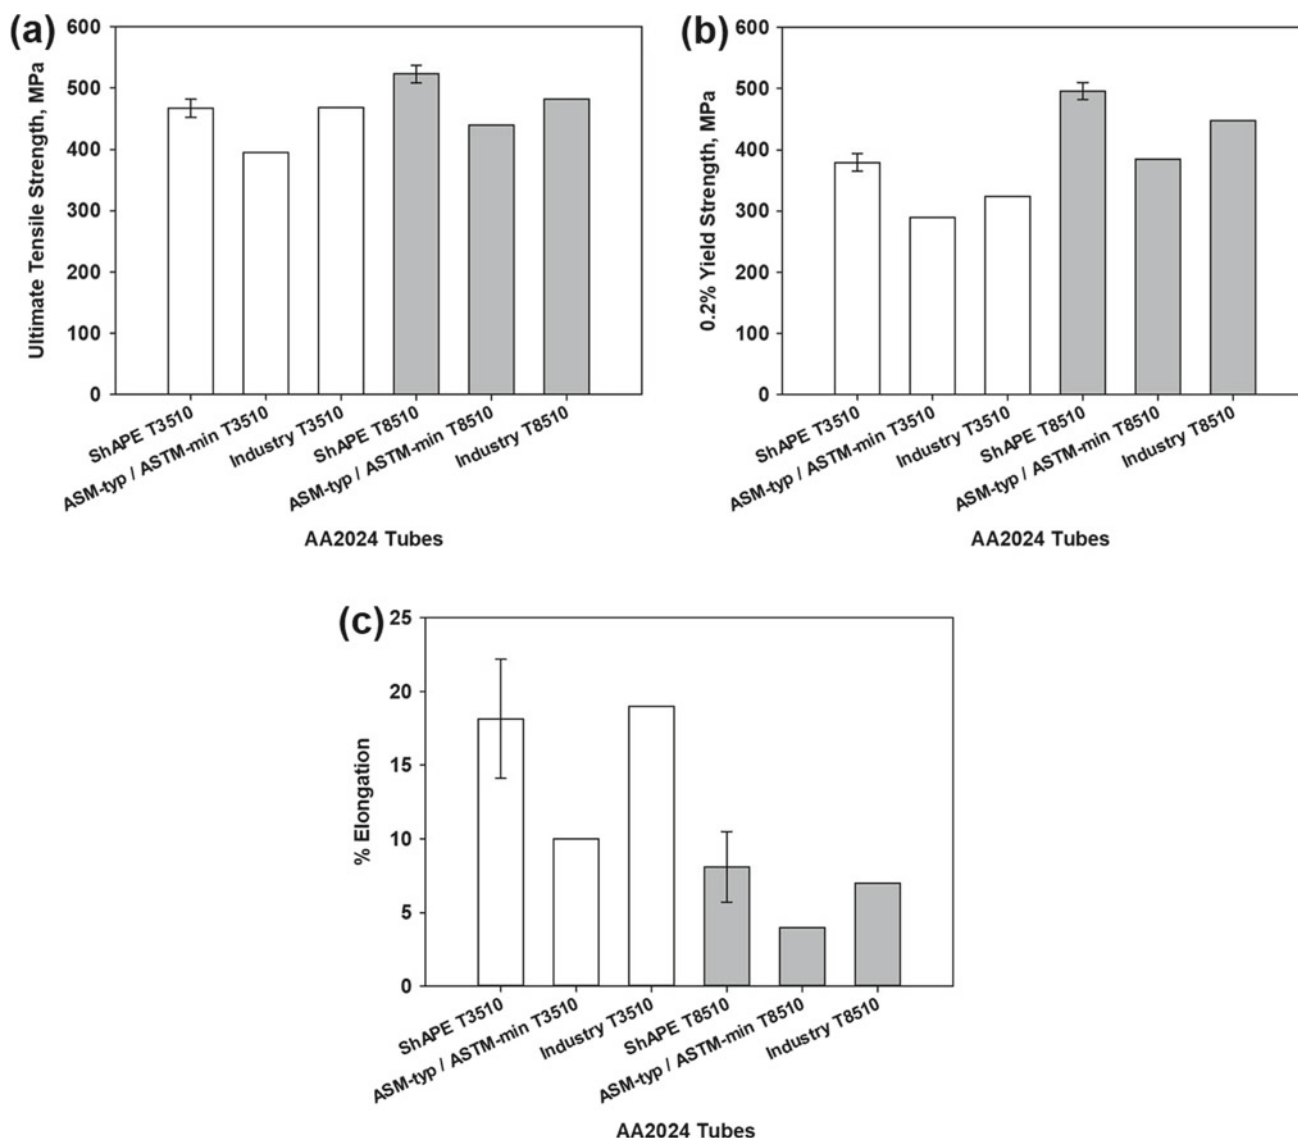 (a)
Ultimate Tensile Strength, MPa
600
500
400
300
200
100
0
ShAPE T3510
ASM-typ / ASTM-min T3510
Industry T3510
ShAPE T8510
ASM-typ / ASTM-min T8510
Industry T8510
AA2024 Tubes
(b)
0.2% Yield Strength, MPa
600
500
400
300
200
100
0
ShAPE T3510
ASM-typ / ASTM-min T3510
Industry T3510
ShAPE T8510
ASM-typ / ASTM-min T8510
Industry T8510
AA2024 Tubes
(c)
% Elongation
25
20
15
10
5
0
ShAPE T3510
ASM-typ / ASTM-min T3510
Industry T3510
ShAPE T8510
ASM-typ / ASTM-min T8510
Industry T8510
AA2024 Tubes